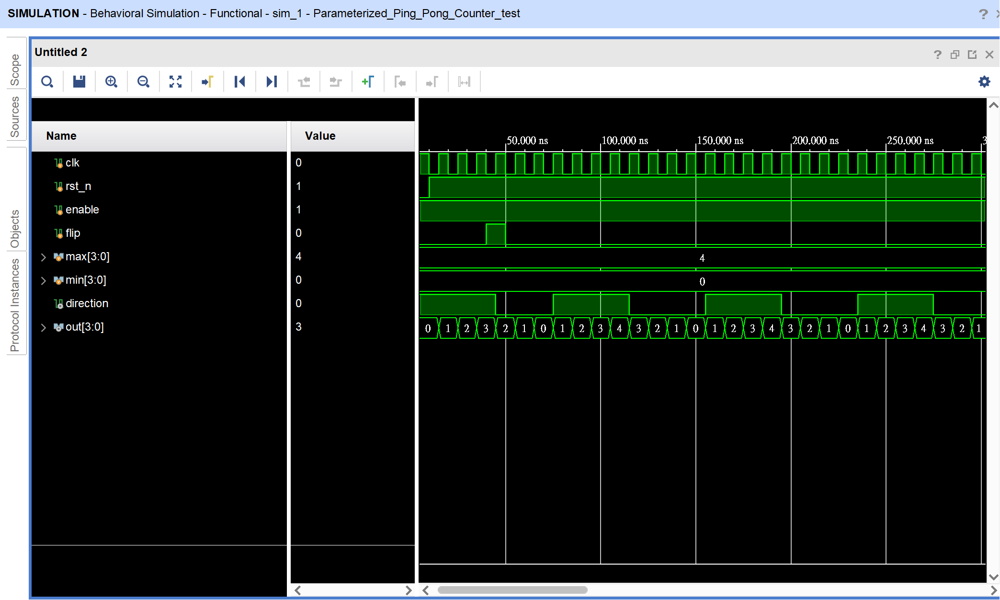 SIMULATION - Behavioral Simulation - Functional - sim_1 - Parameterized_Ping_Pong_Counter_test
?
Scope
Sources
Objects
Protocol Instances
Untitled 2
?
Name
Value
50.000 ns
100.000 ns
150.000 ns
200.000 ns
250.000 ns
3
clk
0
rst_n
1
enable
1
flip
0
max[3:0]
4
4
min[3:0]
0
0
direction
0
out[3:0]
3
0 1 2 3 2 1 0 1 2 3 4 3 2 1 0 1 2 3 4 3 2 1 0 1 2 3 4 3 2 1